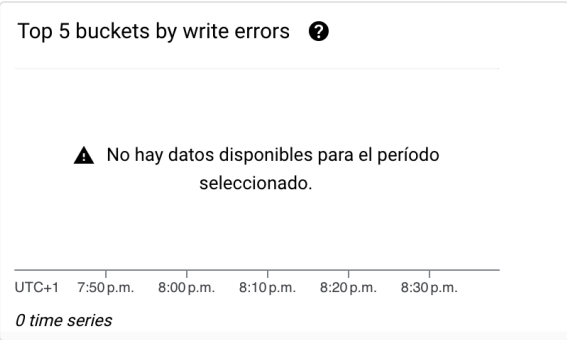 Top 5 buckets by write errors
No hay datos disponibles para el período
seleccionado.
UTC+1 7:50 p.m. 8:00 p.m. 8:10 p.m. 8:20 p.m. 8:30 p.m.
0 time series